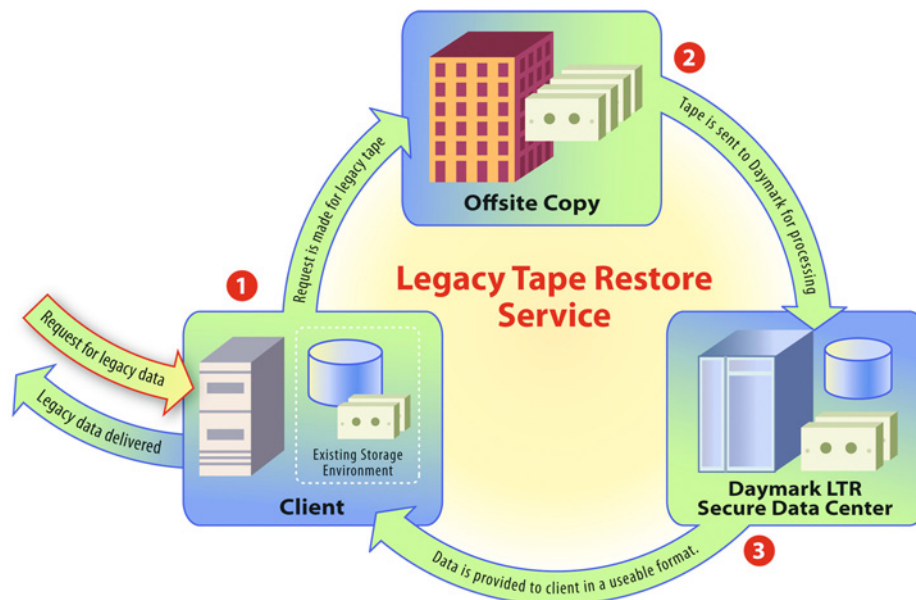 2
Offsite Copy
Request is made for legacy tape
Tape is sent to Daymark for processing
1
Legacy Tape Restore
Service
Request for legacy data
Legacy data delivered
Existing Storage
Environment
Client
Daymark LTR
Secure Data Center
3
Data is provided to client in a useable format.